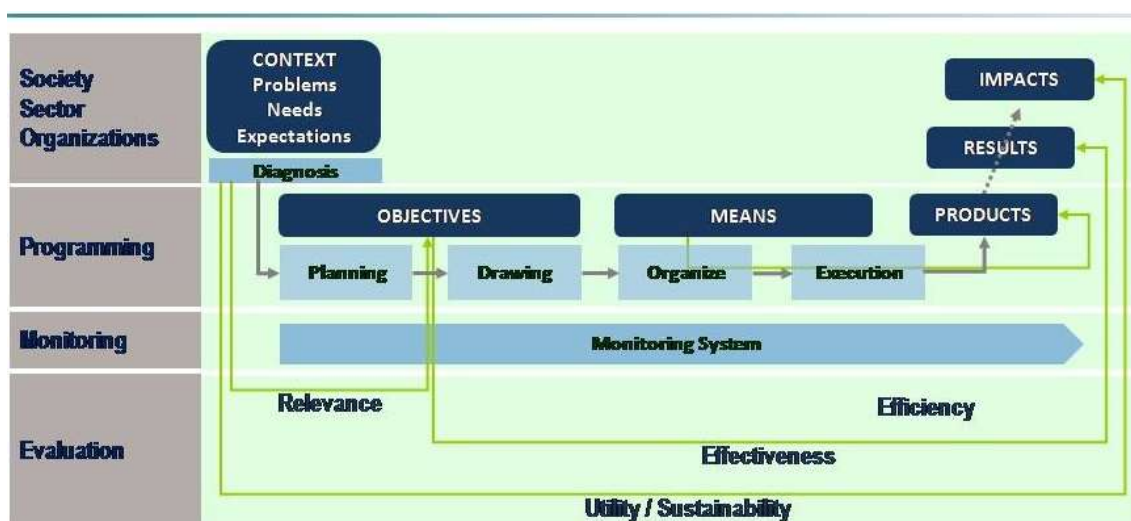 Society
Sector
Organizations
CONTEXT
Problems
Needs
Expectations
Diagnosis
IMPACTS
RESULTS
Programming
OBJECTIVES
MEANS
PRODUCTS
Planning
Drawing
Organize
Execution
Monitoring
Monitoring System
Evaluation
Relevance
Efficiency
Effectiveness
Utility / Sustainability